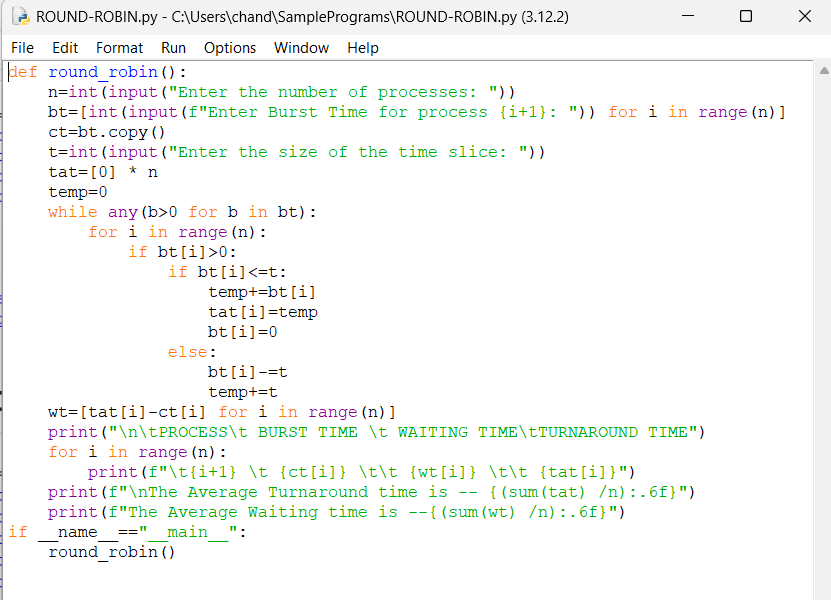 ROUND-ROBIN.py - C:\Users\chand\SamplePrograms\ROUND-ROBIN.py (3.12.2)
File Edit Format Run Options Window Help
def round_robin():
    n=int(input("Enter the number of processes: "))
    bt=[int(input(f"Enter Burst Time for process {i+1}: ")) for i in range(n)]
    ct=bt.copy()
    t=int(input("Enter the size of the time slice: "))
    tat=[0] * n
    temp=0
    while any(b>0 for b in bt):
        for i in range(n):
            if bt[i]>0:
                if bt[i]<=t:
                    temp+=bt[i]
                    tat[i]=temp
                    bt[i]=0
                else:
                    bt[i]-=t
                    temp+=t
    wt=[tat[i]-ct[i] for i in range(n)]
    print("\n\tPROCESS\t BURST TIME \t WAITING TIME\tTURNAROUND TIME")
    for i in range(n):
        print(f"\t{i+1} \t {ct[i]} \t\t {wt[i]} \t\t {tat[i]}")
    print(f"\nThe Average Turnaround time is -- {(sum(tat) /n):.6f}")
    print(f"The Average Waiting time is --{(sum(wt) /n):.6f}")
if __name__=="__main__":
    round_robin()